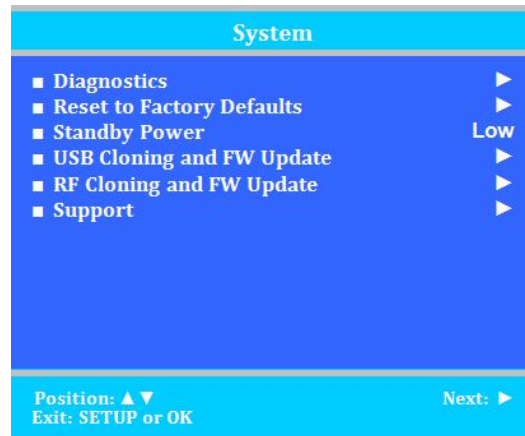 System
■ Diagnostics ►
■ Reset to Factory Defaults ►
■ Standby Power Low
■ USB Cloning and FW Update ►
■ RF Cloning and FW Update ►
■ Support ►
Position: ▲ ▼ Next: ►
Exit: SETUP or OK